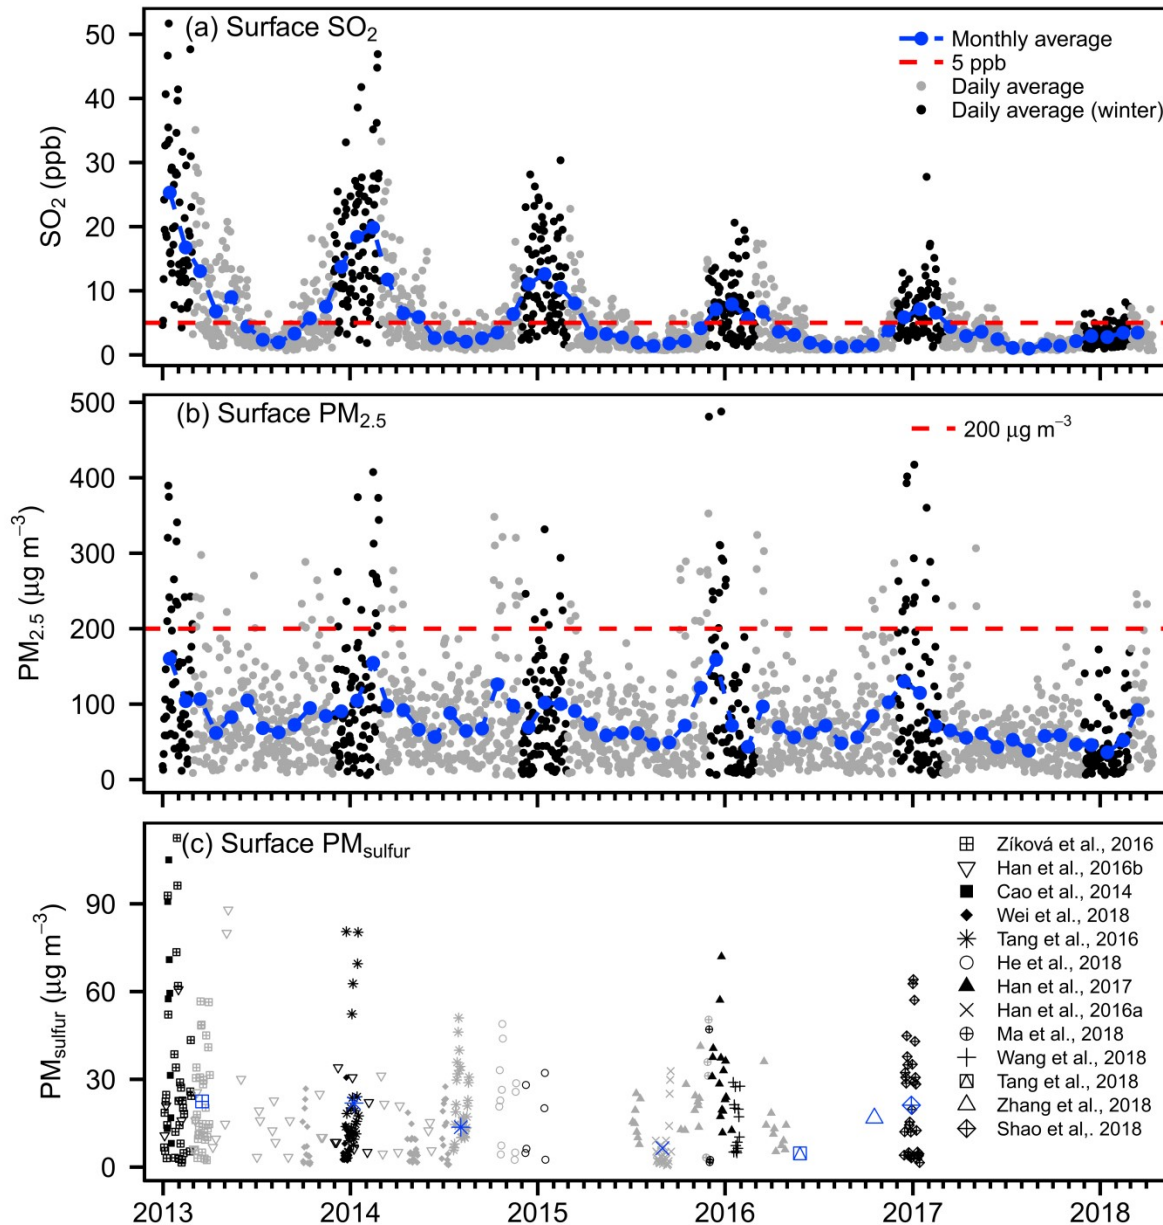 (a) Surface SO2
50
40
30
20
10
0
SO2 (ppb)
Monthly average
5 ppb
Daily average
Daily average (winter)
(b) Surface PM2.5
500
400
300
200
100
0
PM2.5 (μg m−3)
200 μg m−3
(c) Surface PMsulfur
90
60
30
0
PMsulfur (μg m−3)
Zíková et al., 2016
Han et al., 2016b
Cao et al., 2014
Wei et al., 2018
Tang et al., 2016
He et al., 2018
Han et al., 2017
Han et al., 2016a
Ma et al., 2018
Wang et al., 2018
Tang et al., 2018
Zhang et al., 2018
Shao et al,. 2018
2013 2014 2015 2016 2017 2018